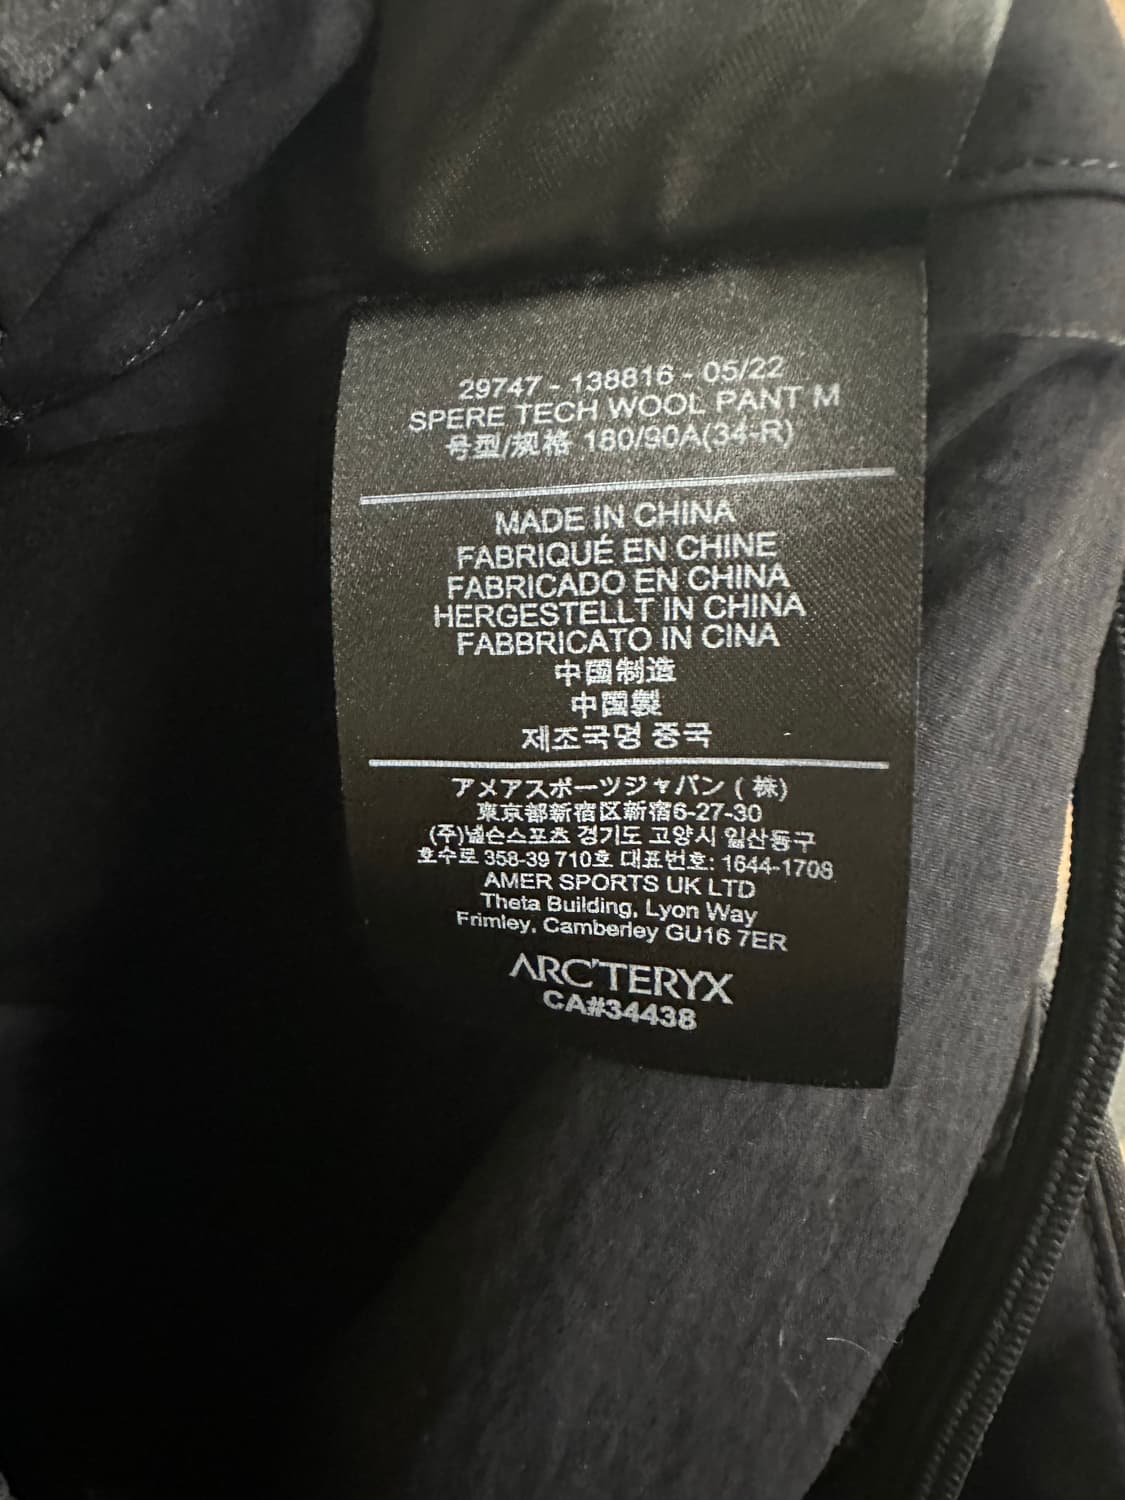 29747 - 138816 - 05/22
SPERE TECH WOOL PANT M
号型/规格 180/90A(34-R)
MADE IN CHINA
FABRIQUÉ EN CHINE
FABRICADO EN CHINA
HERGESTELLT IN CHINA
FABBRICATO IN CINA
中国制造
中国製
제조국명 중국
アメアスポーツジャパン ( 株)
東京都新宿区新宿6-27-30
(주)넬슨스포츠 경기도 고양시 일산동구
호수로 358-39 710호 대표번호: 1644-1708
AMER SPORTS UK LTD
Theta Building, Lyon Way
Frimley, Camberley GU16 7ER
ARC'TERYX
CA#34438